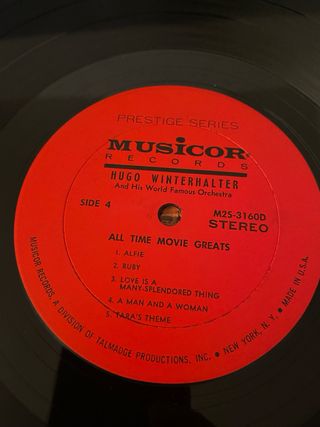 PRESTIGE SERIES
MUSICOR
RECORDS
HUGO WINTERHALTER
And His World Famous Orchestra
SIDE 4
M2S-3160D
STEREO
ALL TIME MOVIE GREATS
1. ALFIE
2. RUBY
3. LOVE IS A
MANY-SPLENDORED THING
4. A MAN AND A WOMAN
5. TARA'S THEME
MUSICOR RECORDS, A DIVISION OF TALMADGE PRODUCTIONS, INC. • NEW YORK, N. Y. • MADE IN U.S.A.